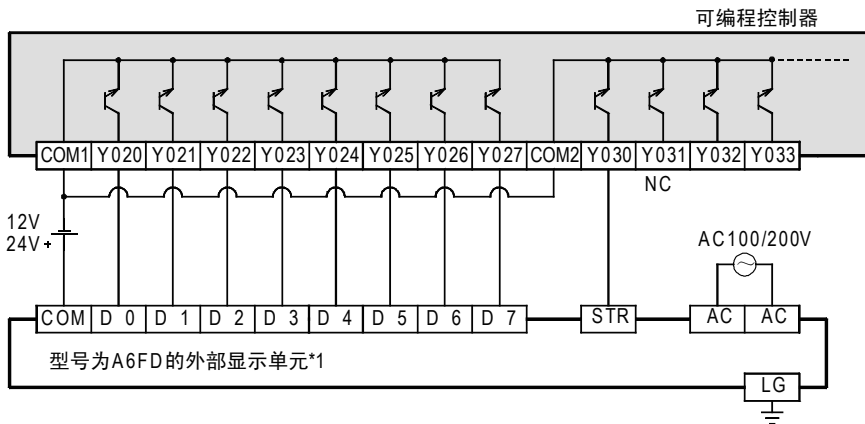 可编程控制器
COM1 Y020 Y021 Y022 Y023 Y024 Y025 Y026 Y027 COM2 Y030 Y031 Y032 Y033
NC
12V
24V +
AC100/200V
COM D 0 D 1 D 2 D 3 D 4 D 5 D 6 D 7 STR AC AC
型号为A6FD的外部显示单元*1
LG